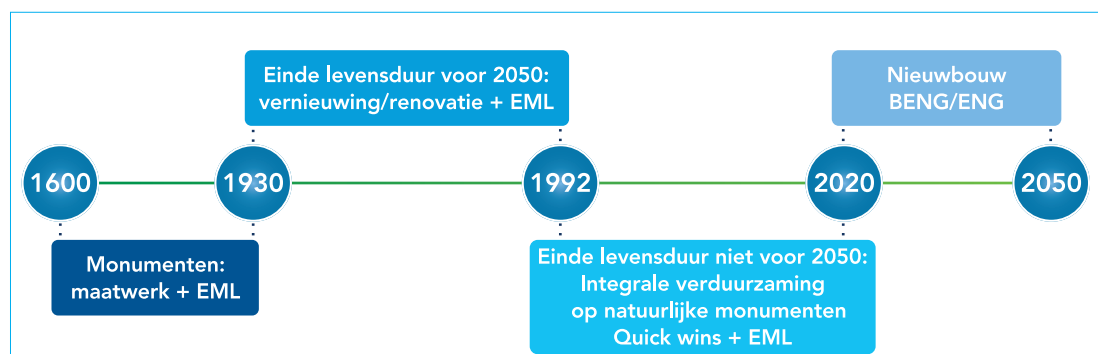 Einde levensduur voor 2050:
vernieuwing/renovatie + EML
Nieuwbouw
BENG/ENG
1600
1930
1992
2020
2050
Monumenten:
maatwerk + EML
Einde levensduur niet voor 2050:
Integrale verduurzaming
op natuurlijke monumenten
Quick wins + EML